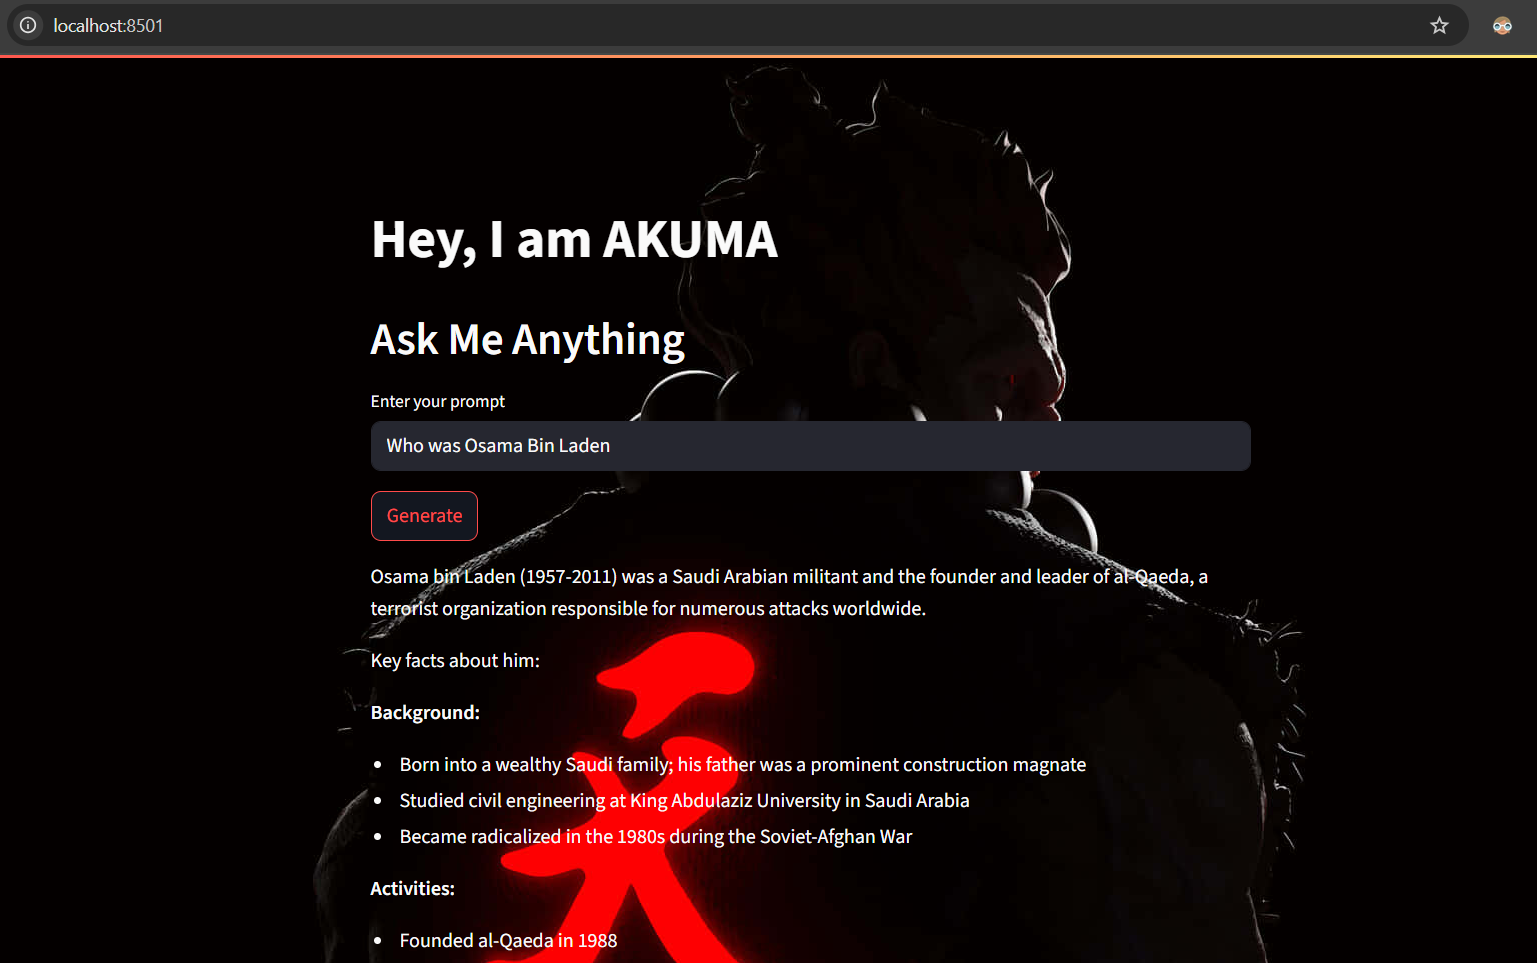 localhost:8501
Hey, I am AKUMA
Ask Me Anything
Enter your prompt
Who was Osama Bin Laden
Generate
Osama bin Laden (1957-2011) was a Saudi Arabian militant and the founder and leader of al-Qaeda, a
terrorist organization responsible for numerous attacks worldwide.
Key facts about him:
Background:
Born into a wealthy Saudi family; his father was a prominent construction magnate
Studied civil engineering at King Abdulaziz University in Saudi Arabia
Became radicalized in the 1980s during the Soviet-Afghan War
Activities:
Founded al-Qaeda in 1988
天